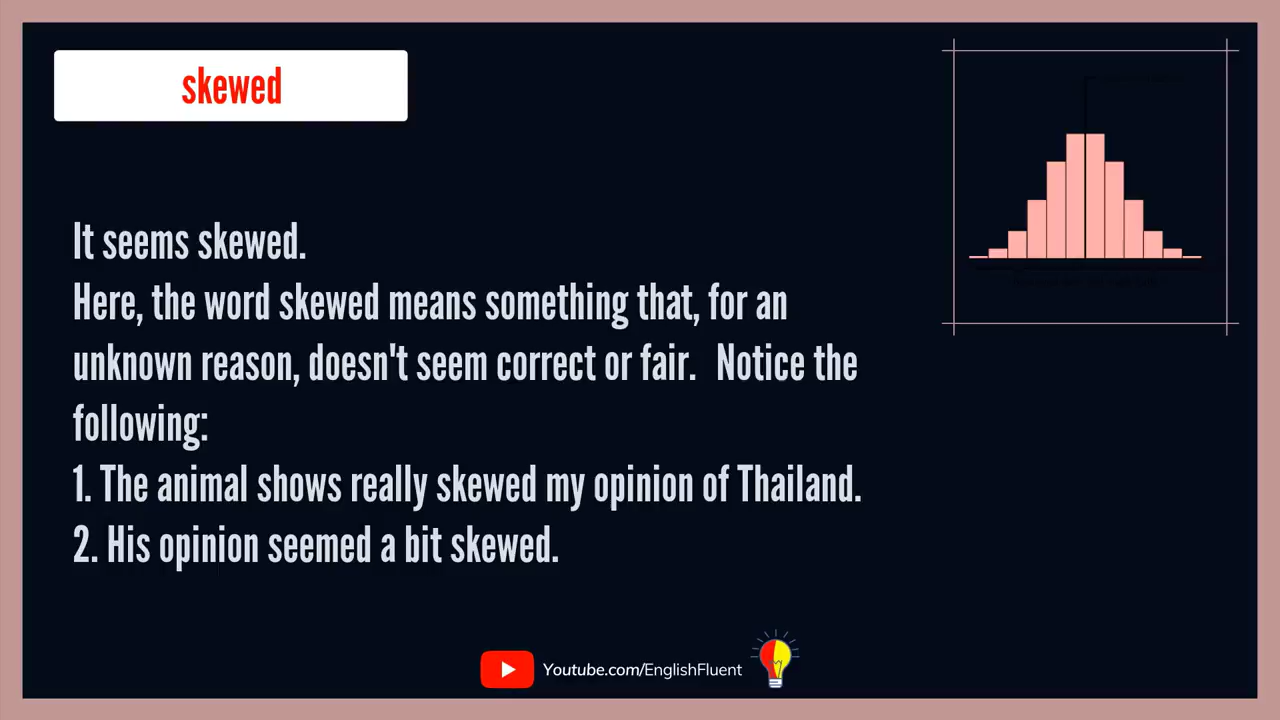 skewed
It seems skewed.
Here, the word skewed means something that, for an
unknown reason, doesn't seem correct or fair.  Notice the
following:
1. The animal shows really skewed my opinion of Thailand.
2. His opinion seemed a bit skewed.
Youtube.com/EnglishFluent